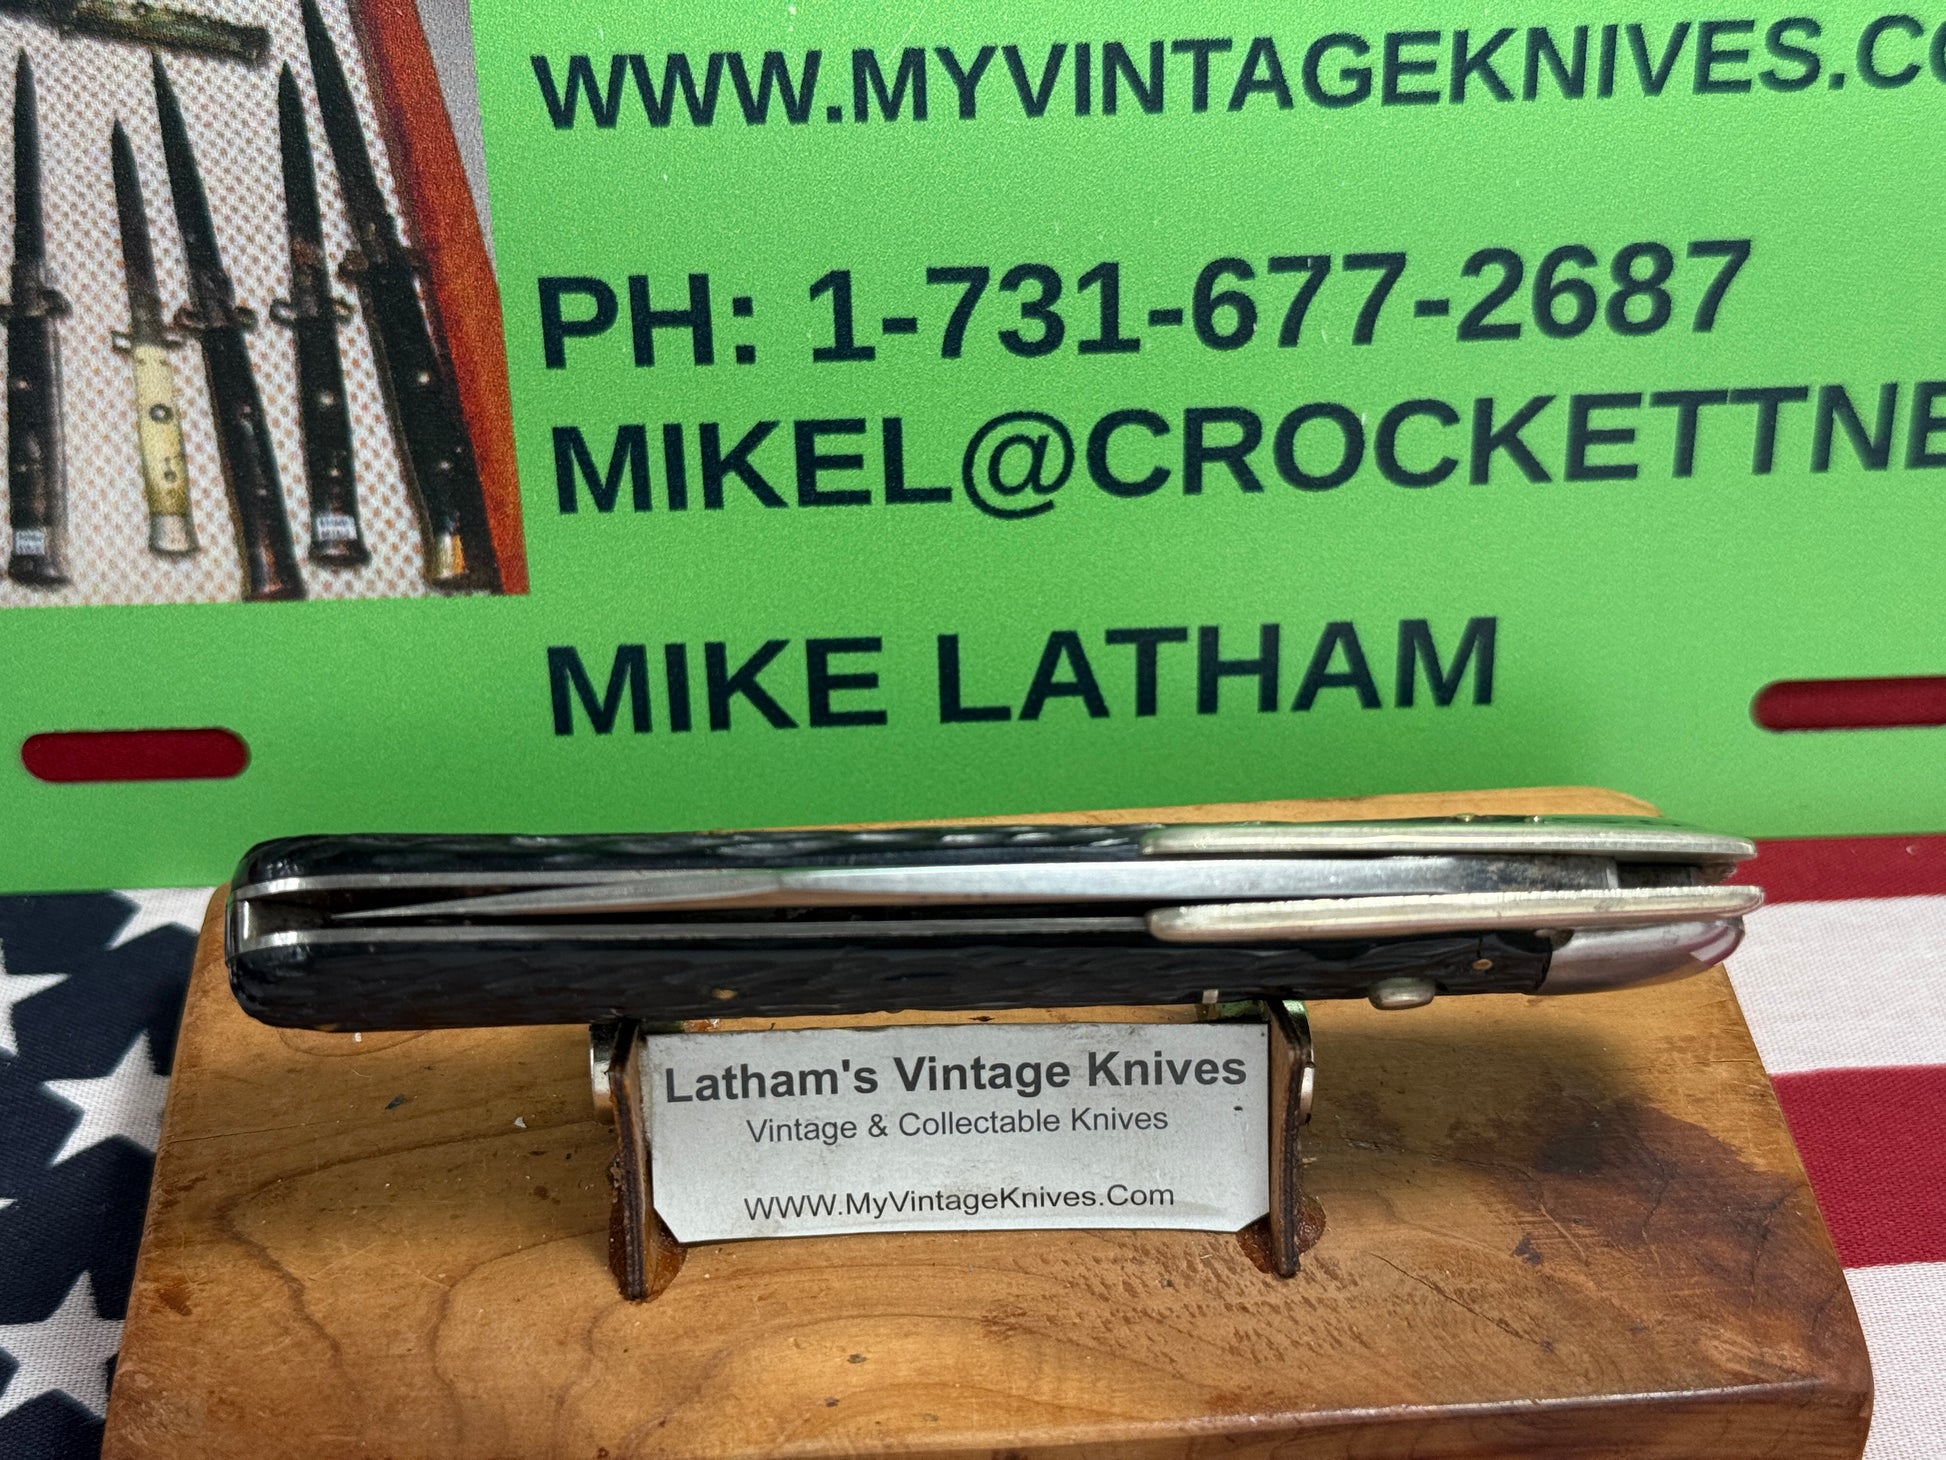 WWW.MYVINTAGEKNIVES.CO
PH: 1-731-677-2687
MIKEL@CROCKETTNE
MIKE LATHAM
Latham's Vintage Knives
Vintage & Collectable Knives
WWW.MyVintageKnives.Com